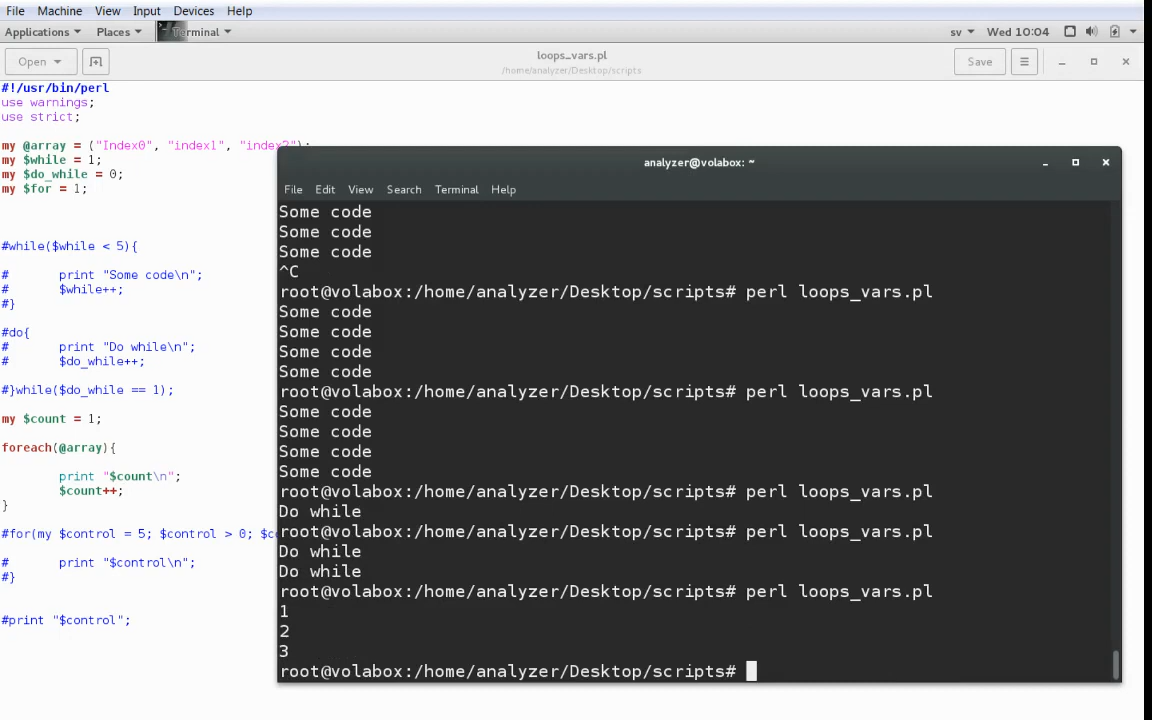 File Machine View Input Devices Help
Applications Places Terminal sv Wed 10:04
Open loops_vars.pl Save
/home/analyzer/Desktop/scripts
#!/usr/bin/perl
use warnings;
use strict;
my @array = ("Index0", "index1", "index2");
my $while = 1;
my $do_while = 0;
my $for = 1;
#while($while < 5){
# print "Some code\n";
# $while++;
#}
#do{
# print "Do while\n";
# $do_while++;
#}while($do_while == 1);
my $count = 1;
foreach(@array){
print "$count\n";
$count++;
}
#for(my $control = 5; $control > 0; $co
# print "$control\n";
#}
#print "$control";
analyzer@volabox: ~
File Edit View Search Terminal Help
Some code
Some code
Some code
^C
root@volabox:/home/analyzer/Desktop/scripts# perl loops_vars.pl
Some code
Some code
Some code
Some code
root@volabox:/home/analyzer/Desktop/scripts# perl loops_vars.pl
Some code
Some code
Some code
Some code
root@volabox:/home/analyzer/Desktop/scripts# perl loops_vars.pl
Do while
root@volabox:/home/analyzer/Desktop/scripts# perl loops_vars.pl
Do while
Do while
root@volabox:/home/analyzer/Desktop/scripts# perl loops_vars.pl
1
2
3
root@volabox:/home/analyzer/Desktop/scripts#